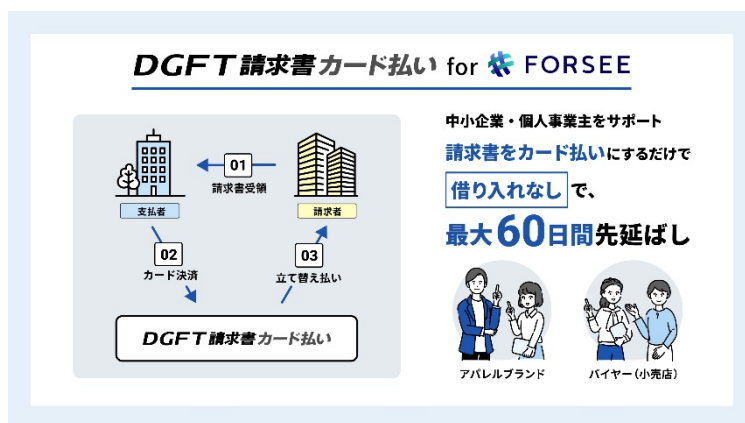 DGFT請求書カード払い for FORSEE
01
請求書受領
支払者
請求者
02
カード決済
03
立て替え払い
DGFT請求書カード払い
中小企業・個人事業主をサポート
請求書をカード払いにするだけで
借り入れなしで、
最大60日間先延ばし
アパレルブランド
バイヤー(小売店)